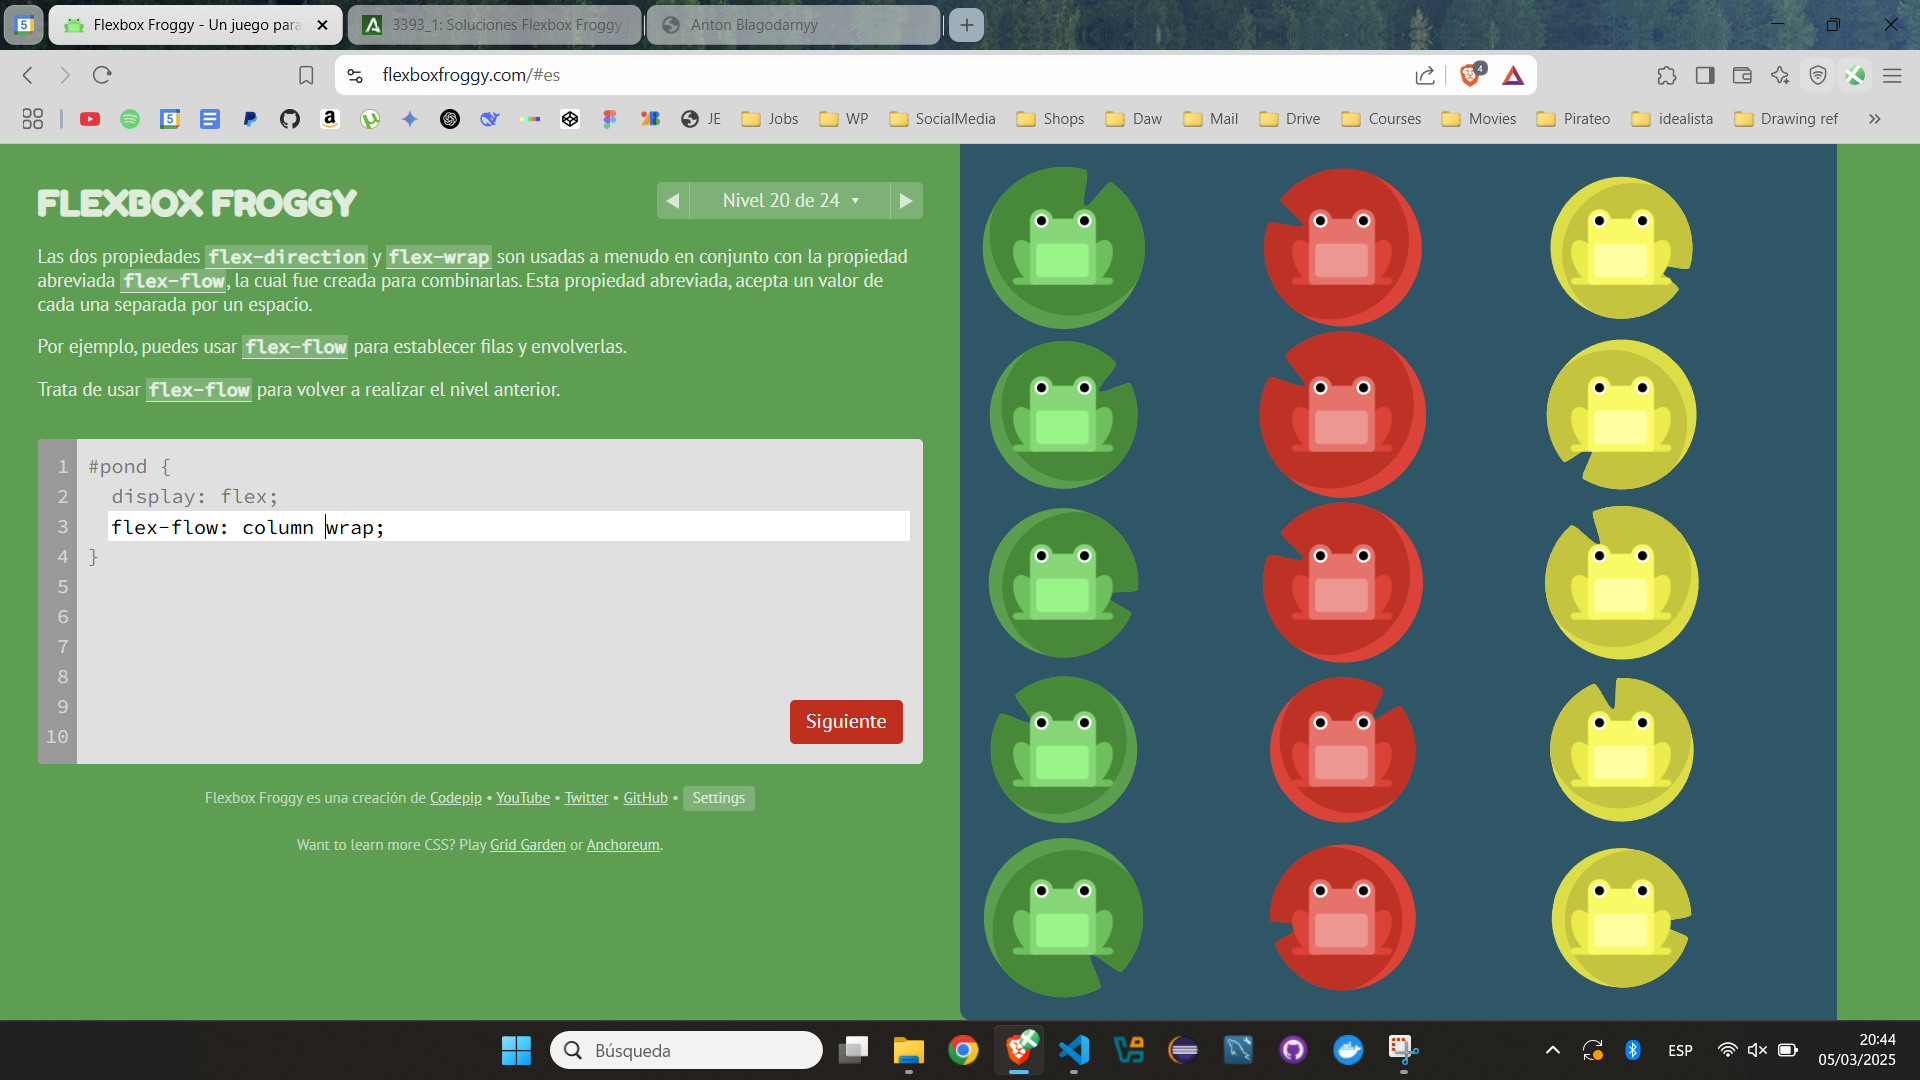 5
Flexbox Froggy - Un juego para
3393_1: Soluciones Flexbox Froggy
Anton Blagodarnyy
flexboxfroggy.com/#es
4
5
JE
Jobs
WP
SocialMedia
Shops
Daw
Mail
Drive
Courses
Movies
Pirateo
idealista
Drawing ref
FLEXBOX FROGGY
Nivel 20 de 24
Las dos propiedades flex-direction y flex-wrap son usadas a menudo en conjunto con la propiedad
abreviada flex-flow, la cual fue creada para combinarlas. Esta propiedad abreviada, acepta un valor de
cada una separada por un espacio.
Por ejemplo, puedes usar flex-flow para establecer filas y envolverlas.
Trata de usar flex-flow para volver a realizar el nivel anterior.
1 #pond {
2 display: flex;
3 flex-flow: column wrap;
4 }
5
6
7
8
9
10
Siguiente
Flexbox Froggy es una creación de Codepip • YouTube • Twitter • GitHub • Settings
Want to learn more CSS? Play Grid Garden or Anchoreum.
Búsqueda
ESP
20:44
05/03/2025